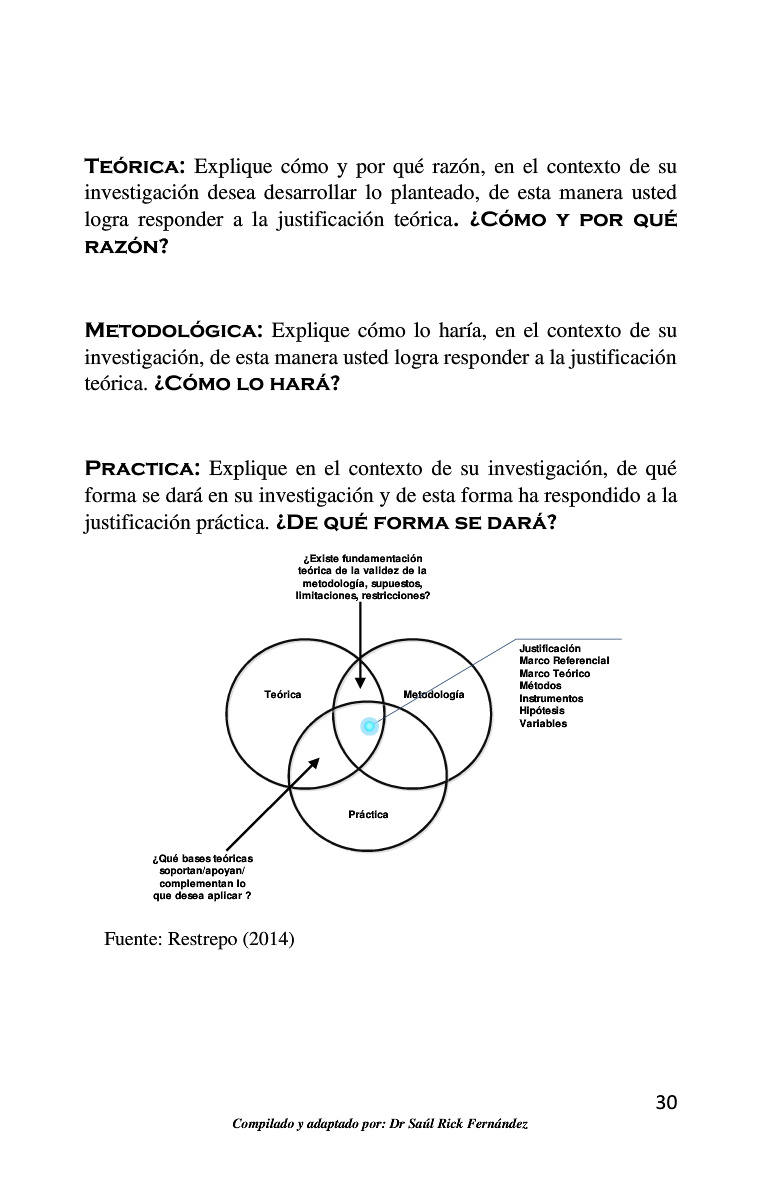 TEÓRICA: Explique cómo y por qué razón, en el contexto de su
investigación desea desarrollar lo planteado, de esta manera usted
logra responder a la justificación teórica. ¿CÓMO Y POR QUÉ
RAZÓN?
METODOLÓGICA: Explique cómo lo haría, en el contexto de su
investigación, de esta manera usted logra responder a la justificación
teórica. ¿CÓMO LO HARÁ?
PRACTICA: Explique en el contexto de su investigación, de qué
forma se dará en su investigación y de esta forma ha respondido a la
justificación práctica. ¿DE QUÉ FORMA SE DARÁ?
¿Existe fundamentación
teórica de la validez de la
metodología, supuestos,
limitaciones, restricciones?
Justificación
Marco Referencial
Marco Teórico
Métodos
Instrumentos
Hipótesis
Variables
Teórica
Metodología
Práctica
¿Qué bases teóricas
soportan/apoyan/
complementan lo
que desea aplicar ?
Fuente: Restrepo (2014)
30
Compilado y adaptado por: Dr Saúl Rick Fernández